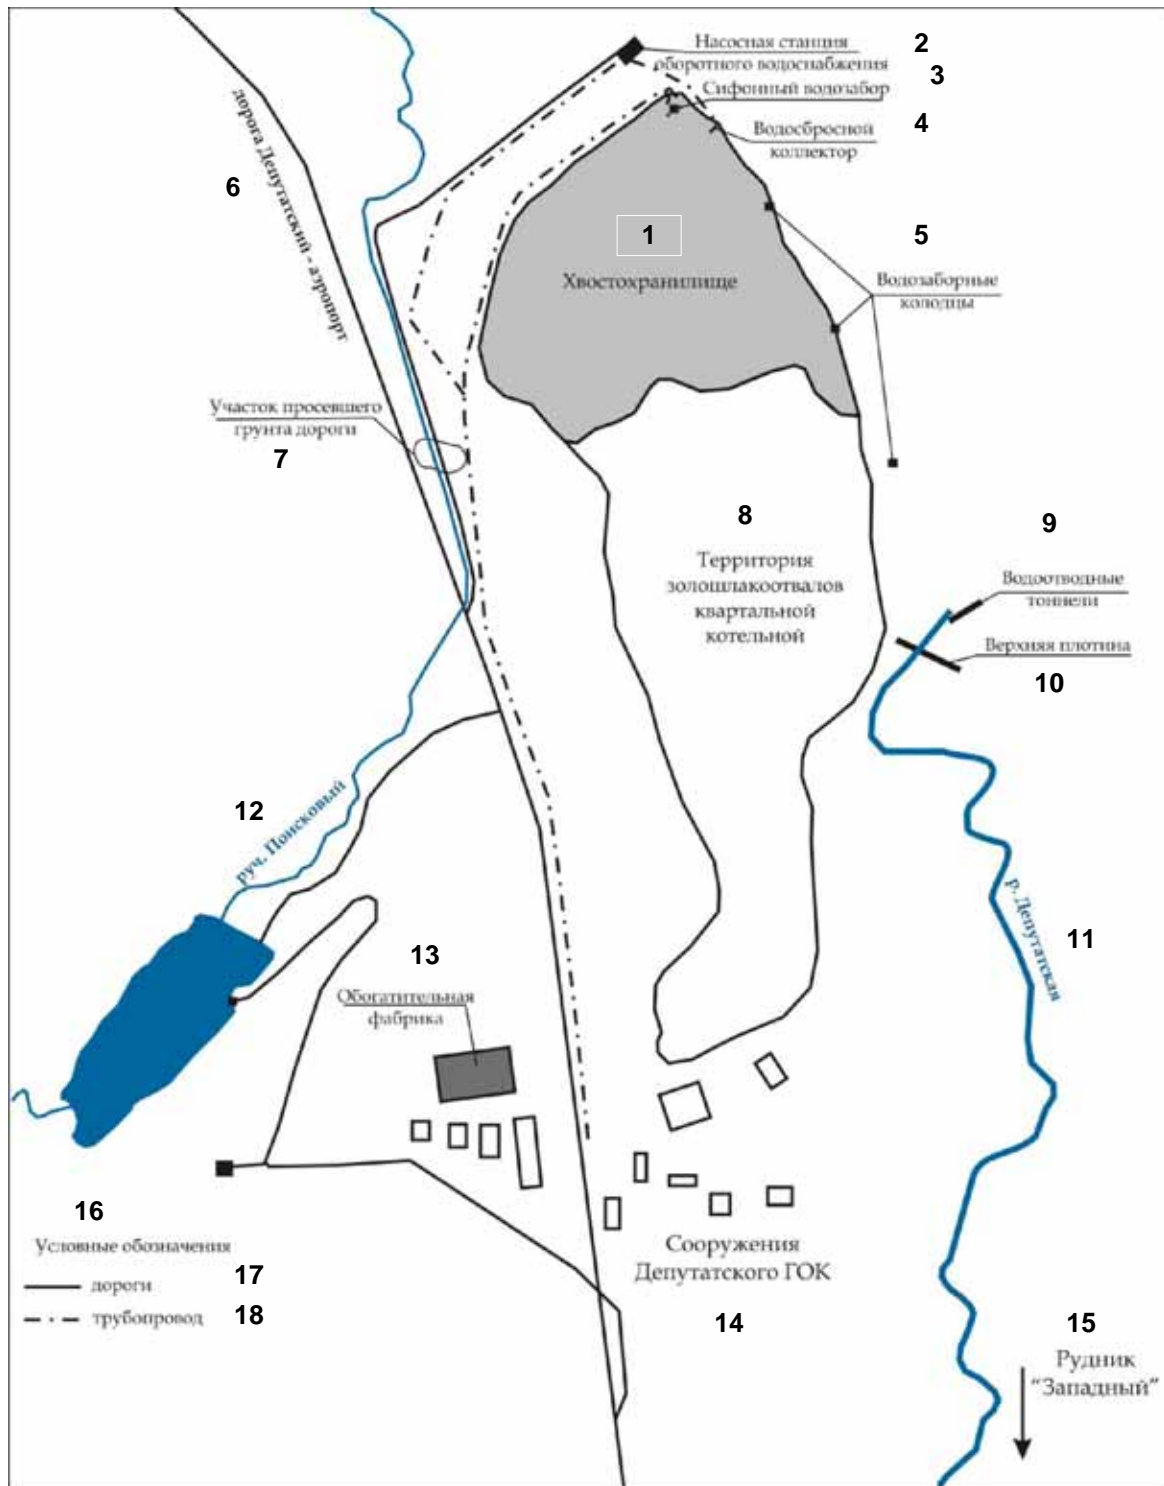 Насосная станция
оборотного водоснабжения
2
3
Сифонный водозабор
Водосбросной
коллектор
4
дорога Депутатский - аэропорт
6
1
Хвостохранилище
5
Водозаборные
колодцы
Участок просевшего
грунта дороги
7
8
Территория
золошлакоотвалов
квартальной
котельной
9
Водоотводные
тоннели
Верхняя плотина
10
12
руч. Поисковый
р. Депутатская
11
13
Обогатительная
фабрика
Сооружения
Депутатского ГОК
14
15
Рудник
"Западный"
16
Условные обозначения
дороги
17
трубопровод
18